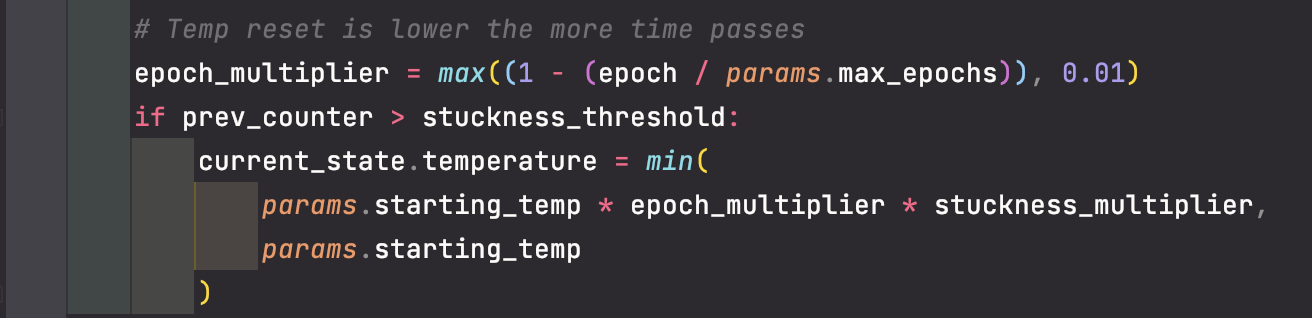 # Temp reset is lower the more time passes
epoch_multiplier = max((1 - (epoch / params.max_epochs)), 0.01)
if prev_counter > stuckness_threshold:
current_state.temperature = min(
params.starting_temp * epoch_multiplier * stuckness_multiplier,
params.starting_temp
)